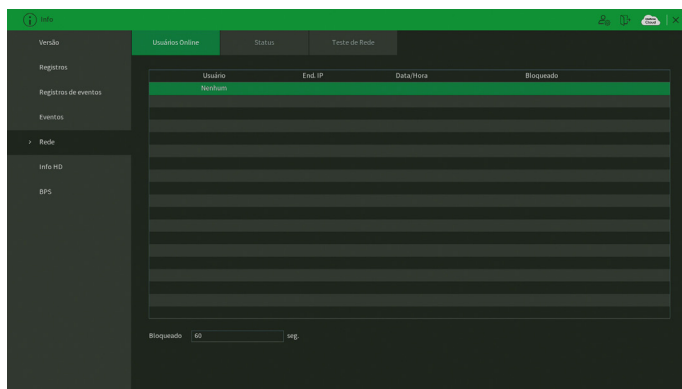 Info
Versão
Registros
Registros de eventos
Eventos
> Rede
Info HD
BPS
Usuários Online Status Teste de Rede
Usuário End. IP Data/Hora Bloqueado
Nenhum
Bloqueado 60 seg.